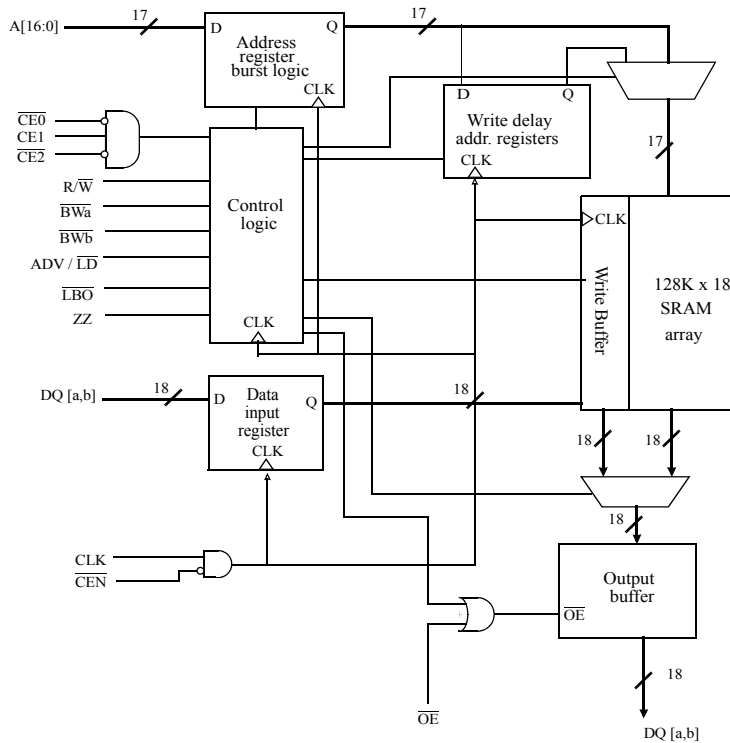 A[16:0]
17
D
Q
Address
register
burst logic
CLK
17
D
Q
Write delay
addr. registers
CLK
17
CE0
CE1
CE2
R/W
BWa
BWb
ADV / LD
LBO
ZZ
Control
logic
CLK
CLK
Write Buffer
128K x 18
SRAM
array
DQ [a,b]
18
D
Q
Data
input
register
CLK
18
18
18
18
CLK
CEN
OE
OE
Output
buffer
18
DQ [a,b]